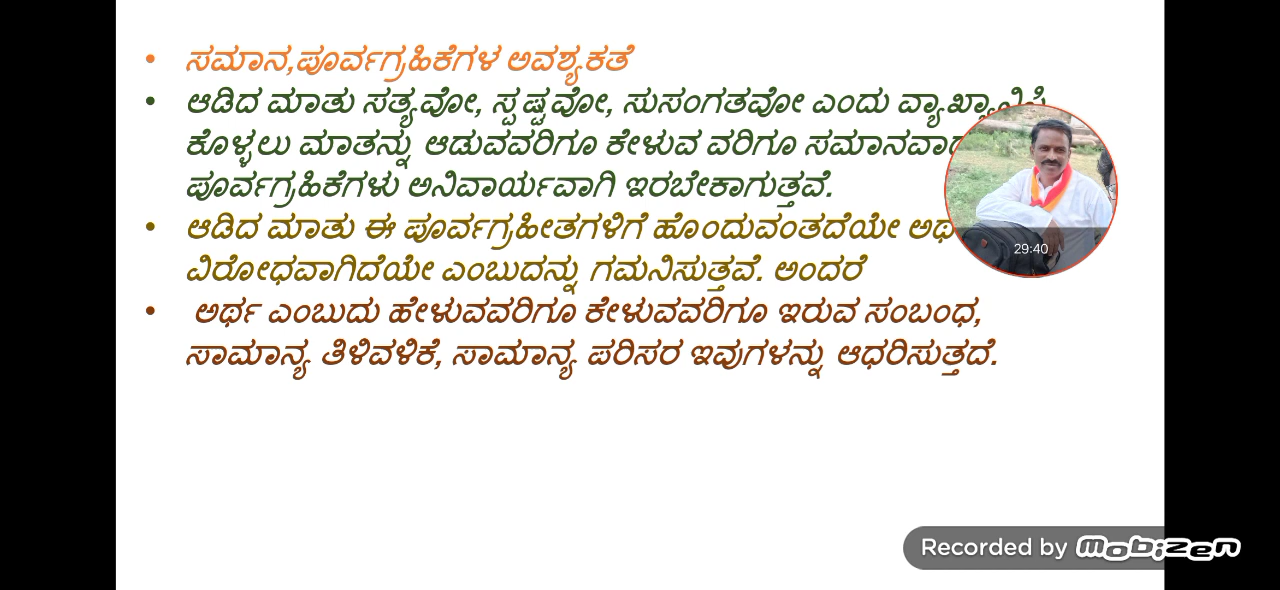 ಸಮಾನ,ಪೂರ್ವಗ್ರಹಿಕೆಗಳ ಅವಶ್ಯಕತೆ
ಆಡಿದ ಮಾತು ಸತ್ಯವೋ, ಸ್ಪಷ್ಟವೋ, ಸುಸಂಗತವೋ ಎಂದು
ಕೊಳ್ಳಲು ಮಾತನ್ನು ಆಡುವವರಿಗೂ ಕೇಳುವ ವರಿಗೂ
ಪೂರ್ವಗ್ರಹಿಕೆಗಳು ಅನಿವಾರ್ಯವಾಗಿ ಇರಬೇಕಾಗುತ್ತವೆ.
ಆಡಿದ ಮಾತು ಈ ಪೂರ್ವಗ್ರಹೀತಗಳಿಗೆ ಹೊಂದುವಂತದೆಯೇ
ವಿರೋಧವಾಗಿದೆಯೇ ಎಂಬುದನ್ನು ಗಮನಿಸುತ್ತವೆ. ಅಂದರೆ
ಅರ್ಥ ಎಂಬುದು ಹೇಳುವವರಿಗೂ ಕೇಳುವವರಿಗೂ ಇರುವ ಸಂಬಂಧ,
ಸಾಮಾನ್ಯ ತಿಳಿವಳಿಕೆ, ಸಾಮಾನ್ಯ ಪರಿಸರ ಇವುಗಳನ್ನು ಆಧರಿಸುತ್ತದೆ.
29:40
Recorded by Mobizen